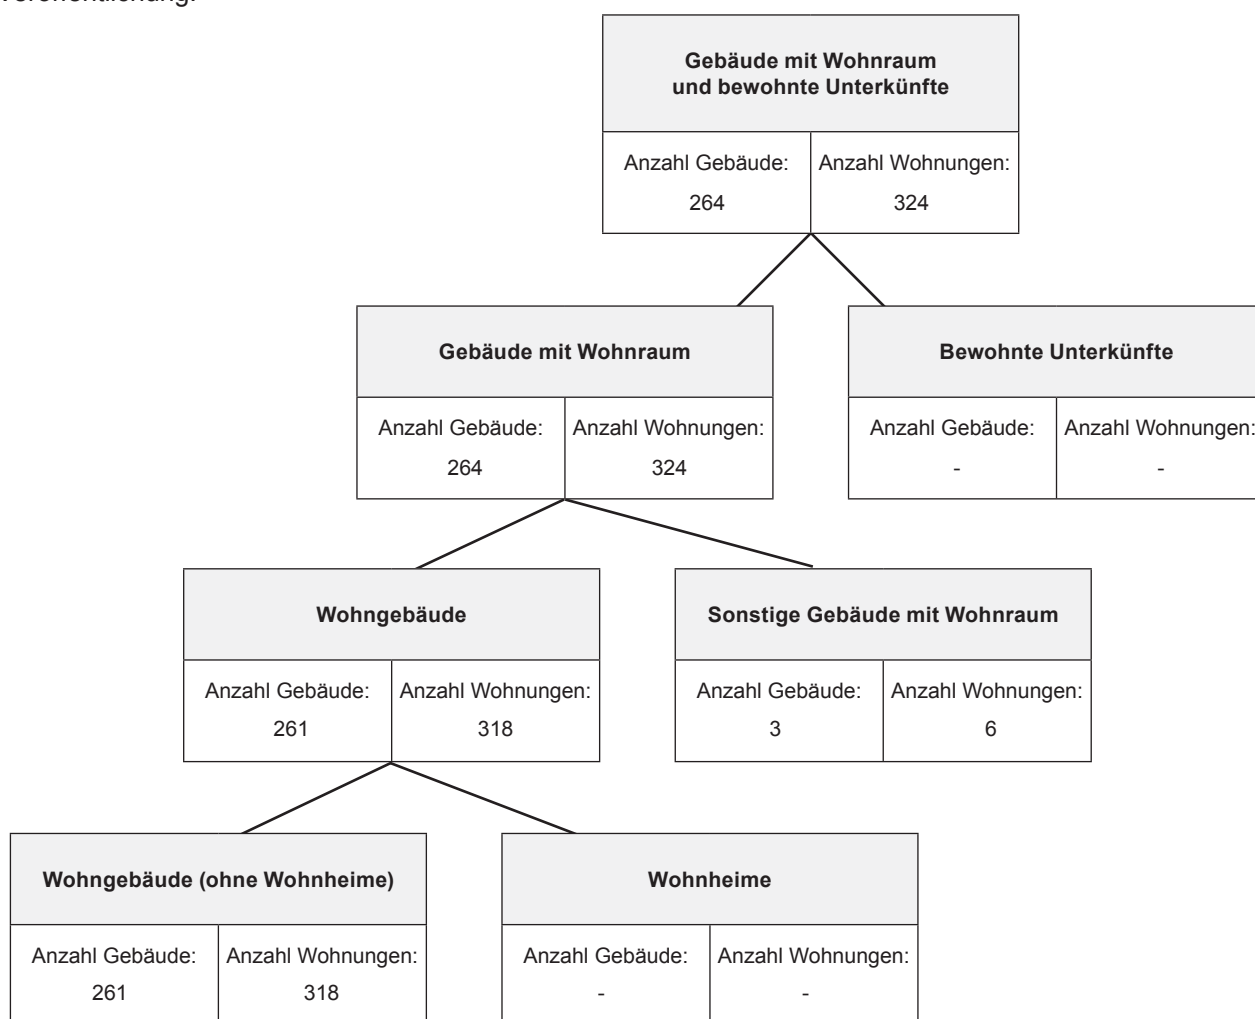 Veröffentlichung.
Gebäude mit Wohnraum
und bewohnte Unterkünfte
Anzahl Gebäude: Anzahl Wohnungen:
264 324
Gebäude mit Wohnraum Bewohnte Unterkünfte
Anzahl Gebäude: Anzahl Wohnungen: Anzahl Gebäude: Anzahl Wohnungen:
264 324 - -
Wohngebäude Sonstige Gebäude mit Wohnraum
Anzahl Gebäude: Anzahl Wohnungen: Anzahl Gebäude: Anzahl Wohnungen:
261 318 3 6
Wohngebäude (ohne Wohnheime) Wohnheime
Anzahl Gebäude: Anzahl Wohnungen: Anzahl Gebäude: Anzahl Wohnungen:
261 318 - -